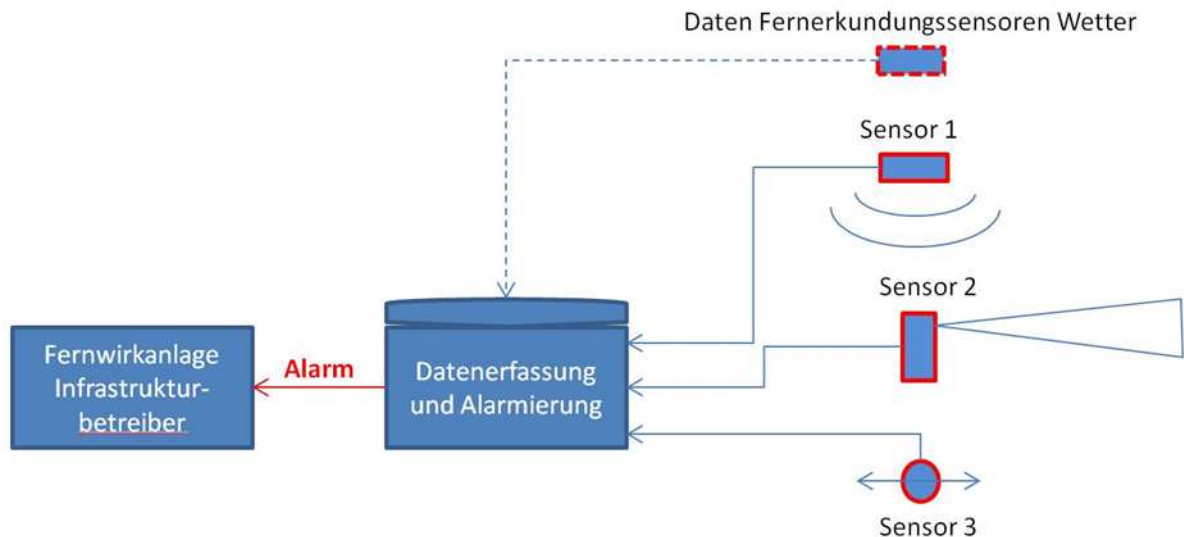 Daten Fernerkundungssensoren Wetter
Sensor 1
Sensor 2
Fernwirkanlage
Infrastruktur-
betreiber
Alarm
Datenerfassung
und Alarmierung
Sensor 3